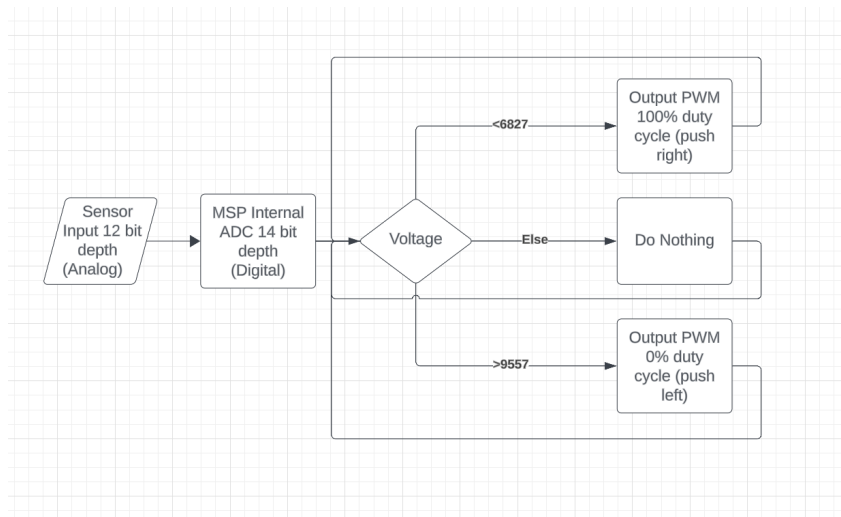 Sensor
Input 12 bit
depth
(Analog)
MSP Internal
ADC 14 bit
depth
(Digital)
Voltage
<6827
Output PWM
100% duty
cycle (push
right)
Else
Do Nothing
>9557
Output PWM
0% duty
cycle (push
left)